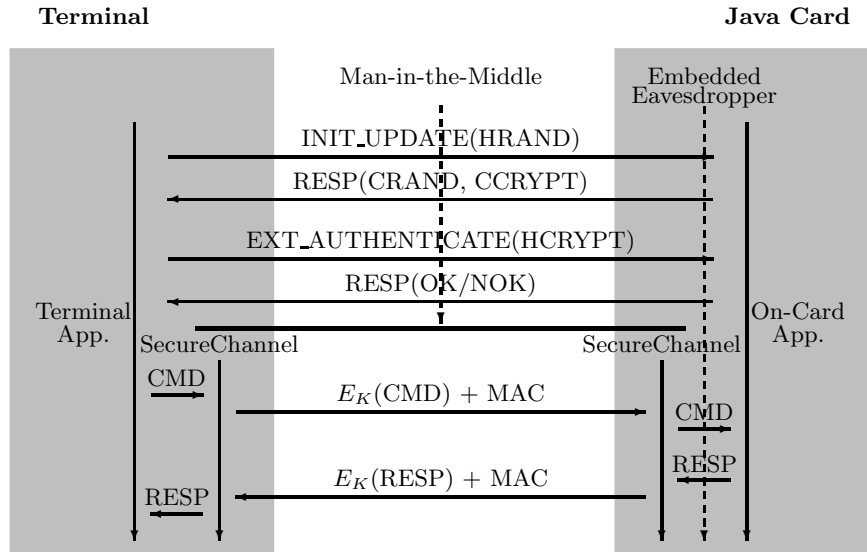 Terminal
Java Card
Man-in-the-Middle
Embedded
Eavesdropper
INIT_UPDATE(HRAND)
RESP(CRAND, CCRYPT)
EXT_AUTHENTICATE(HCRYPT)
RESP(OK/NOK)
Terminal
App.
On-Card
App.
SecureChannel
SecureChannel
CMD
E_K(CMD) + MAC
CMD
RESP
E_K(RESP) + MAC
RESP